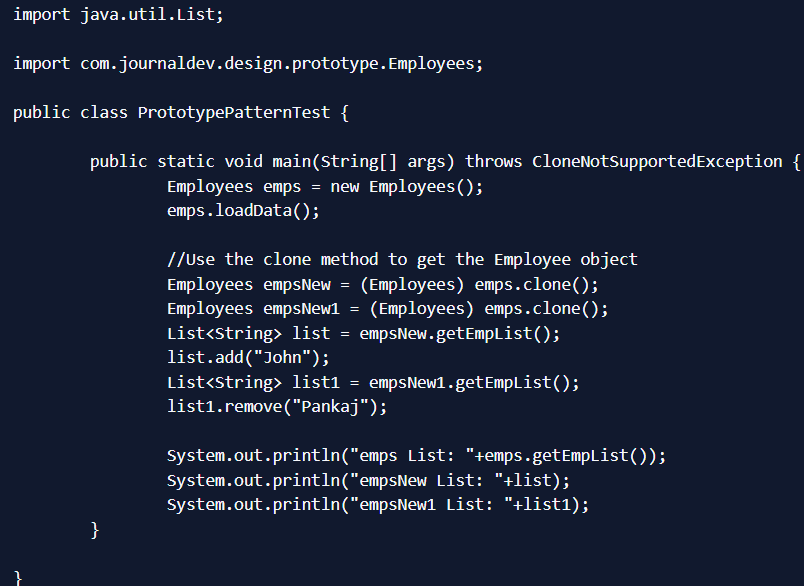 import java.util.List;
import com.journaldev.design.prototype.Employees;
public class PrototypePatternTest {
public static void main(String[] args) throws CloneNotSupportedException {
Employees emps = new Employees();
emps.loadData();
//Use the clone method to get the Employee object
Employees empsNew = (Employees) emps.clone();
Employees empsNew1 = (Employees) emps.clone();
List<String> list = empsNew.getEmpList();
list.add("John");
List<String> list1 = empsNew1.getEmpList();
list1.remove("Pankaj");
System.out.println("emps List: "+emps.getEmpList());
System.out.println("empsNew List: "+list);
System.out.println("empsNew1 List: "+list1);
}
}